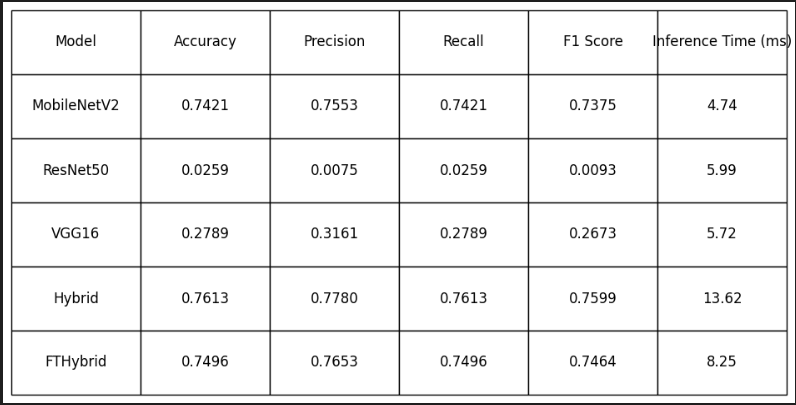 Model Accuracy Precision Recall F1 Score Inference Time (ms)
MobileNetV2 0.7421 0.7553 0.7421 0.7375 4.74
ResNet50 0.0259 0.0075 0.0259 0.0093 5.99
VGG16 0.2789 0.3161 0.2789 0.2673 5.72
Hybrid 0.7613 0.7780 0.7613 0.7599 13.62
FTHybrid 0.7496 0.7653 0.7496 0.7464 8.25